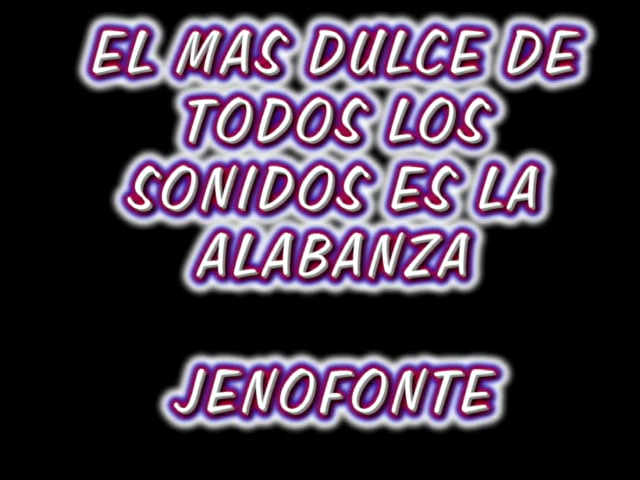 EL MAS DULCE DE
TODOS LOS
SONIDOS ES LA
ALABANZA
JENOFONTE